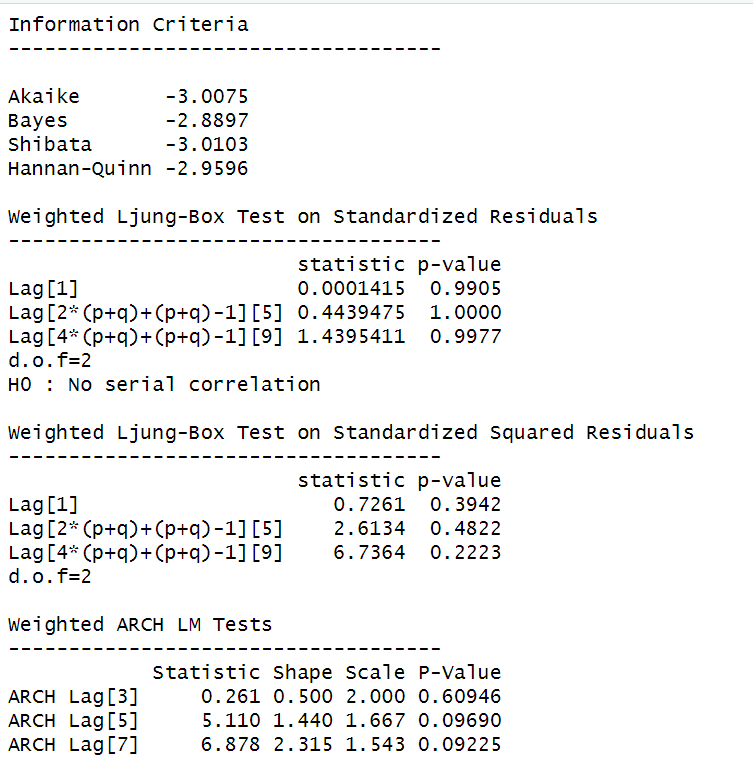 Information Criteria
------------------------------------
Akaike       -3.0075
Bayes        -2.8897
Shibata      -3.0103
Hannan-Quinn -2.9596
Weighted Ljung-Box Test on Standardized Residuals
------------------------------------
                        statistic p-value
Lag[1]                  0.0001415  0.9905
Lag[2*(p+q)+(p+q)-1][5] 0.4439475  1.0000
Lag[4*(p+q)+(p+q)-1][9] 1.4395411  0.9977
d.o.f=2
H0 : No serial correlation
Weighted Ljung-Box Test on Standardized Squared Residuals
------------------------------------
                        statistic p-value
Lag[1]                     0.7261  0.3942
Lag[2*(p+q)+(p+q)-1][5]    2.6134  0.4822
Lag[4*(p+q)+(p+q)-1][9]    6.7364  0.2223
d.o.f=2
Weighted ARCH LM Tests
------------------------------------
            Statistic Shape Scale P-Value
ARCH Lag[3]     0.261 0.500 2.000 0.60946
ARCH Lag[5]     5.110 1.440 1.667 0.09690
ARCH Lag[7]     6.878 2.315 1.543 0.09225